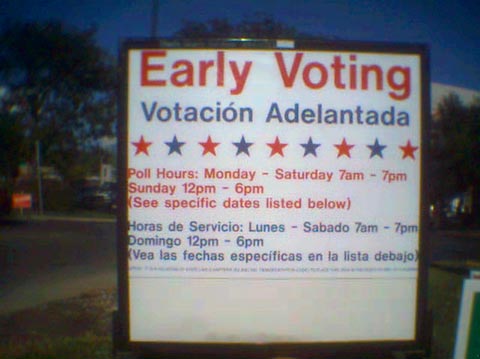 Early Voting
Votación Adelantada
Poll Hours: Monday - Saturday 7am - 7pm
Sunday 12pm - 6pm
(See specific dates listed below)
Horas de Servicio: Lunes - Sabado 7am - 7pm
Domingo 12pm - 6pm
(Vea las fechas específicas en la lista debajo)